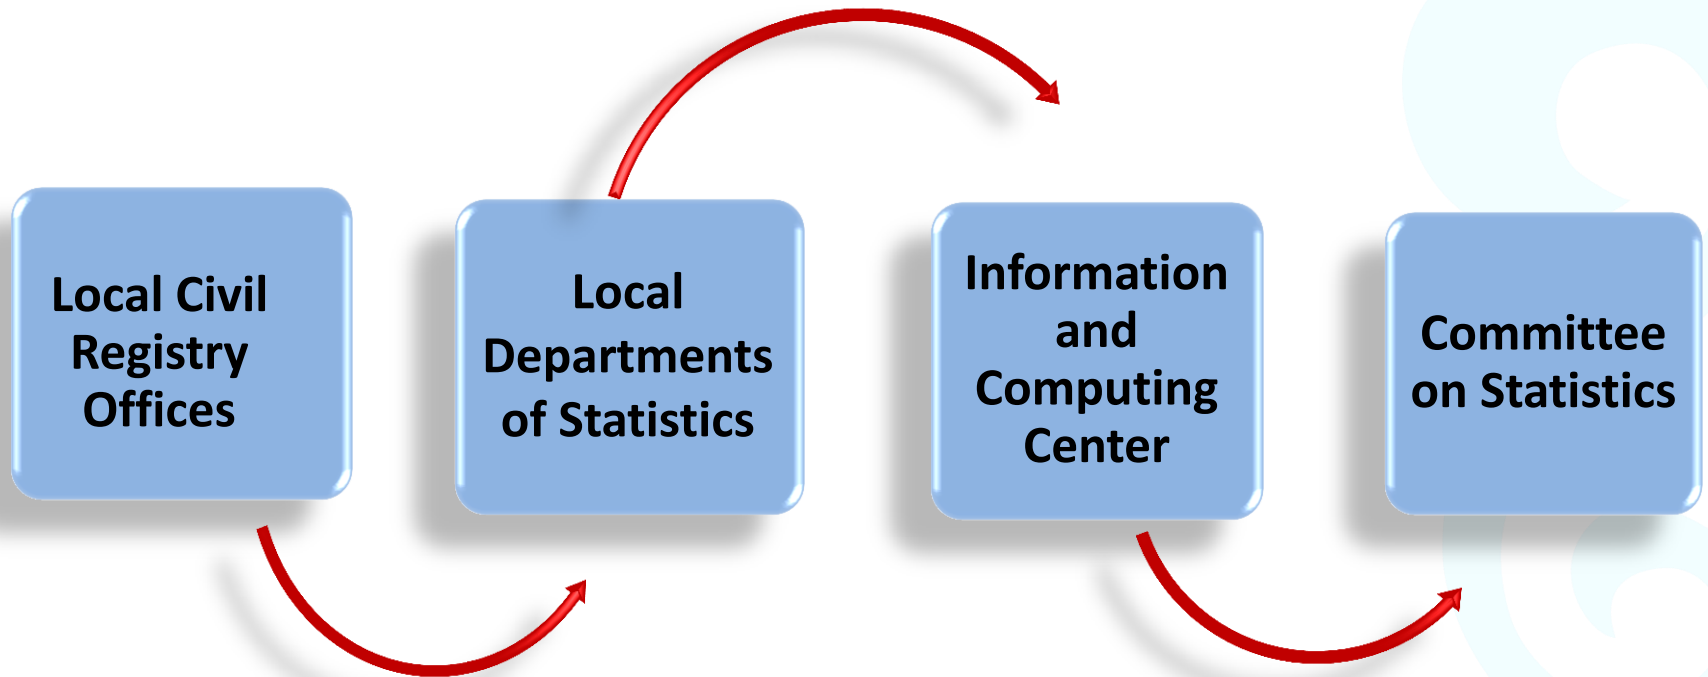 Local Civil
Registry
Offices
Local
Departments
of Statistics
Information
and
Computing
Center
Committee
on Statistics